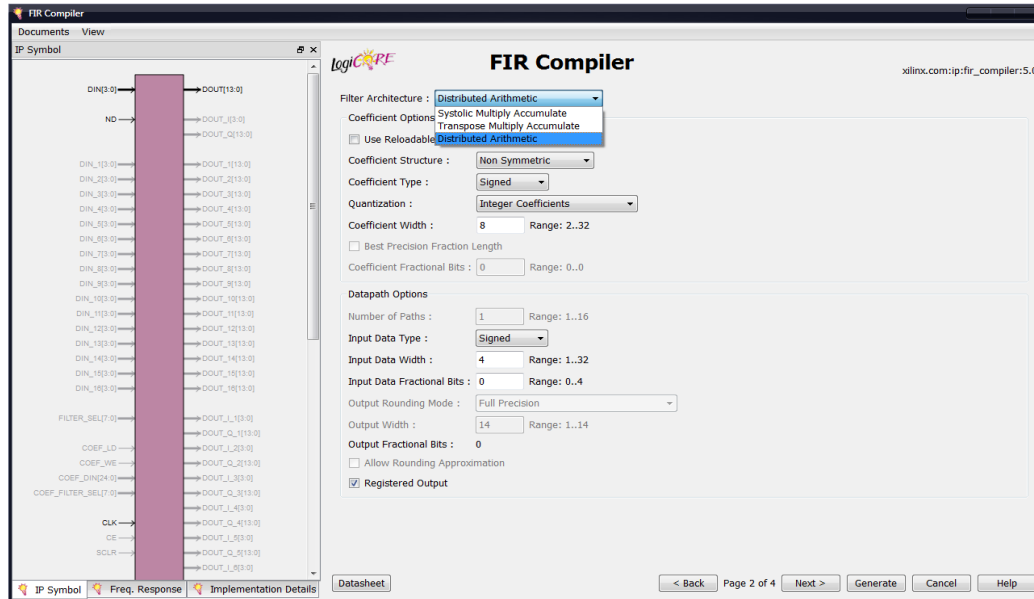 FIR Compiler
Documents View
IP Symbol
DIN[3:0]
DOUT[13:0]
ND
DOUT_I[3:0]
DOUT_Q[13:0]
DIN_1[3:0]
DOUT_1[13:0]
DIN_2[3:0]
DOUT_2[13:0]
DIN_3[3:0]
DOUT_3[13:0]
DIN_4[3:0]
DOUT_4[13:0]
DIN_5[3:0]
DOUT_5[13:0]
DIN_6[3:0]
DOUT_6[13:0]
DIN_7[3:0]
DOUT_7[13:0]
DIN_8[3:0]
DOUT_8[13:0]
DIN_9[3:0]
DOUT_9[13:0]
DIN_10[3:0]
DOUT_10[13:0]
DIN_11[3:0]
DOUT_11[13:0]
DIN_12[3:0]
DOUT_12[13:0]
DIN_13[3:0]
DOUT_13[13:0]
DIN_14[3:0]
DOUT_14[13:0]
DIN_15[3:0]
DOUT_15[13:0]
DIN_16[3:0]
DOUT_16[13:0]
FILTER_SEL[7:0]
DOUT_I_1[3:0]
DOUT_Q_1[13:0]
COEF_LD
DOUT_I_2[3:0]
COEF_WE
DOUT_Q_2[13:0]
COEF_DIN[24:0]
DOUT_I_3[3:0]
COEF_FILTER_SEL[7:0]
DOUT_Q_3[13:0]
DOUT_I_4[3:0]
CLK
DOUT_Q_4[13:0]
CE
DOUT_I_5[3:0]
SCLR
DOUT_Q_5[13:0]
DOUT_I_6[3:0]
IP Symbol
Freq. Response
Implementation Details
logiCORE
FIR Compiler
xilinx.com:ip:fir_compiler:5.0
Filter Architecture : Distributed Arithmetic
Systolic Multiply Accumulate
Transpose Multiply Accumulate
Distributed Arithmetic
Coefficient Options
Use Reloadable
Coefficient Structure : Non Symmetric
Coefficient Type : Signed
Quantization : Integer Coefficients
Coefficient Width : 8 Range: 2..32
Best Precision Fraction Length
Coefficient Fractional Bits : 0 Range: 0..0
Datapath Options
Number of Paths : 1 Range: 1..16
Input Data Type : Signed
Input Data Width : 4 Range: 1..32
Input Data Fractional Bits : 0 Range: 0..4
Output Rounding Mode : Full Precision
Output Width : 14 Range: 1..14
Output Fractional Bits : 0
Allow Rounding Approximation
Registered Output
Datasheet
< Back
Page 2 of 4
Next >
Generate
Cancel
Help